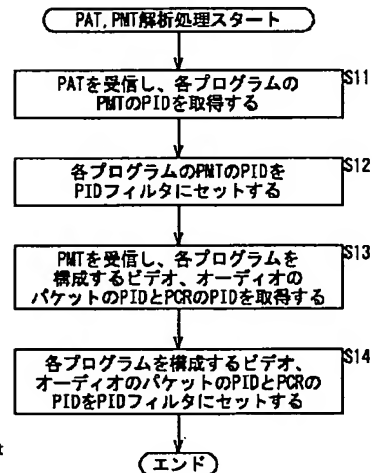 PAT,PMT解析処理スタート
S11
PATを受信し、各プログラムの
PMTのPIDを取得する
S12
各プログラムのPMTのPIDを
PIDフィルタにセットする
S13
PMTを受信し、各プログラムを
構成するビデオ、オーディオの
パケットのPIDとPCRのPIDを取得する
S14
各プログラムを構成するビデオ、
オーディオのパケットのPIDとPCRの
PIDをPIDフィルタにセットする
t
エンド